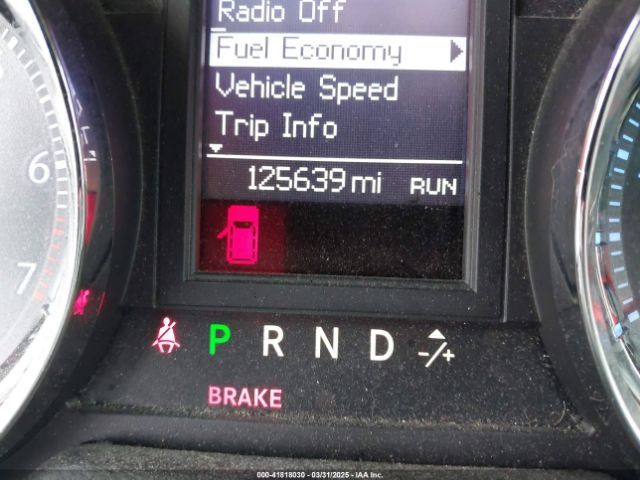 Radio Off
Fuel Economy
Vehicle Speed
Trip Info
125639 mi RUN
6
7
P R N D -/+
BRAKE
000-41818030 - 03/31/2025 - IAA Inc.